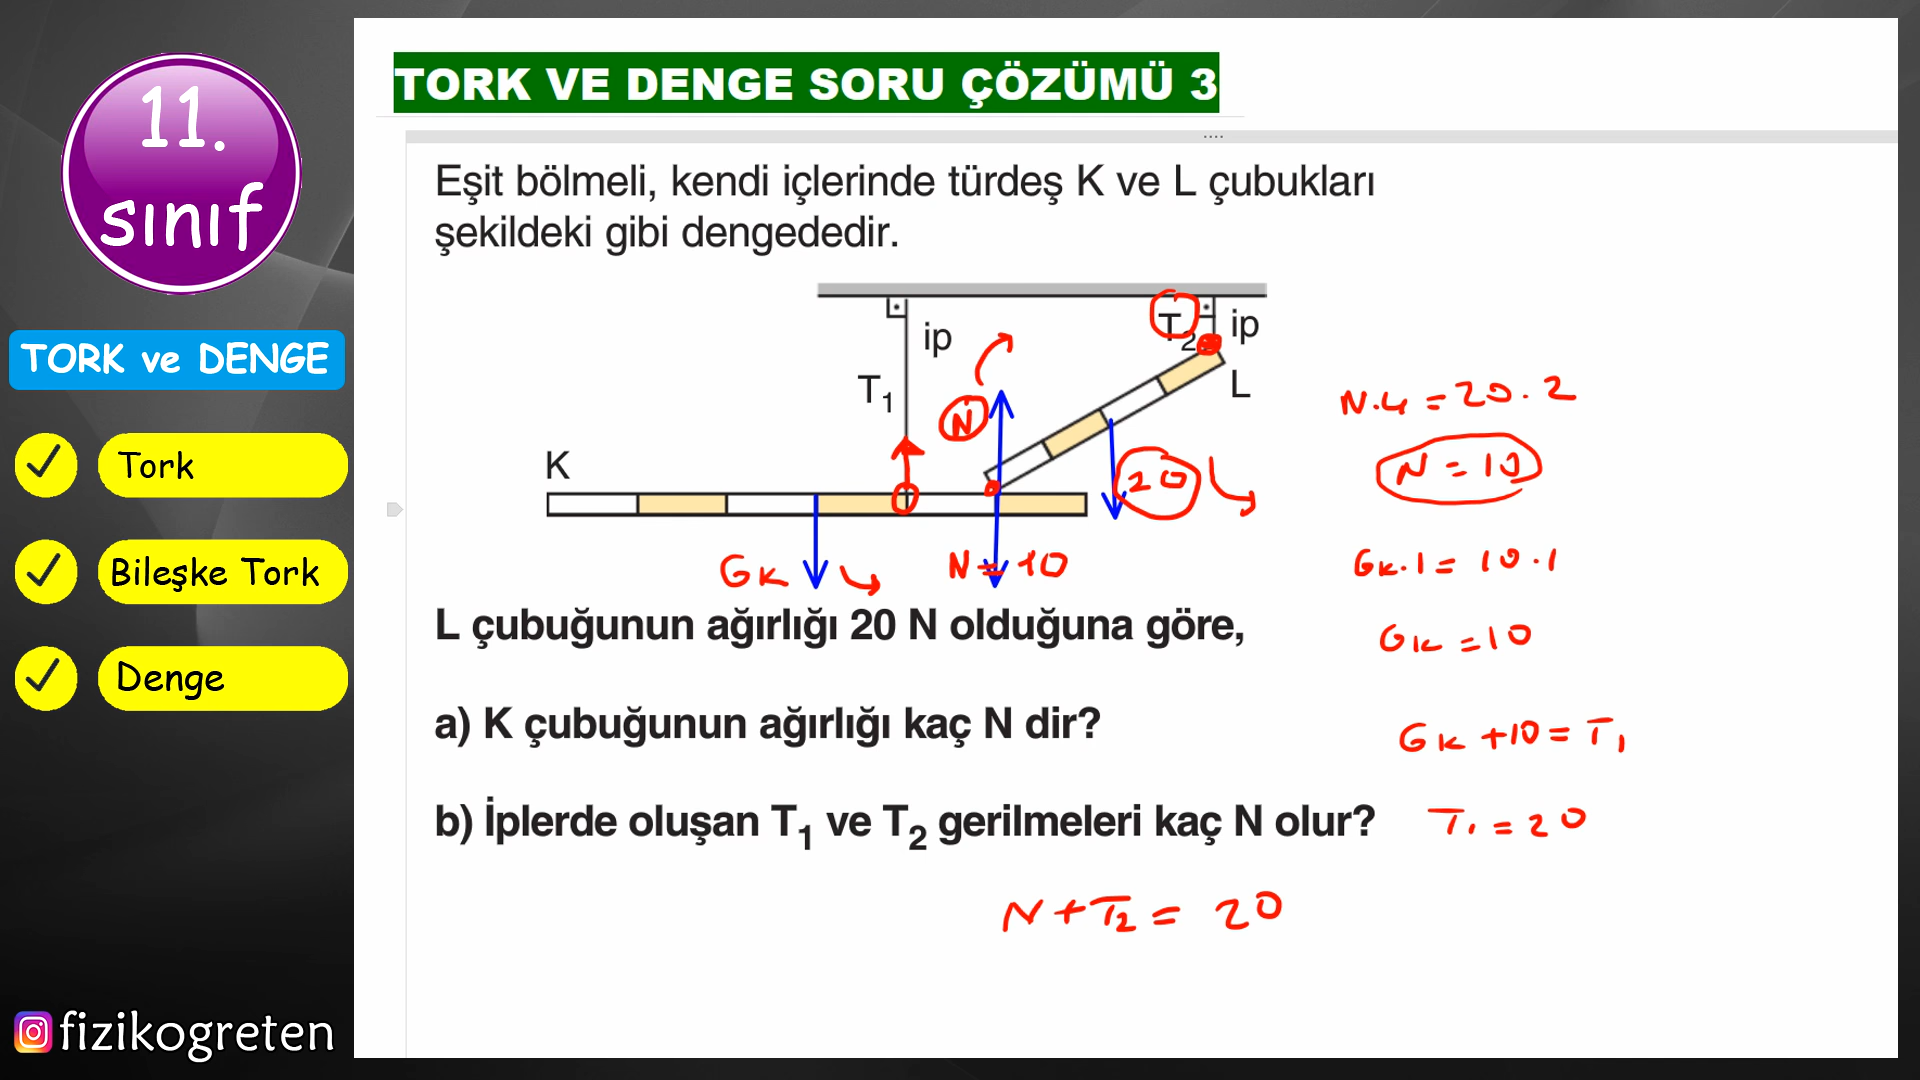 11.
sınıf
TORK ve DENGE
Tork
Bileşke Tork
Denge
fizikogreten
TORK VE DENGE SORU ÇÖZÜMÜ 3
Eşit bölmeli, kendi içlerinde türdeş K ve L çubukları
şekildeki gibi dengededir.
ip
T₂
ip
T₁
L
N
K
20
GK
N = 10
N.4 = 20.2
N = 10
GK.1 = 10.1
GK = 10
GK + 10 = T₁
T₁ = 20
L çubuğunun ağırlığı 20 N olduğuna göre,
a) K çubuğunun ağırlığı kaç N dir?
b) İplerde oluşan T₁ ve T₂ gerilmeleri kaç N olur?
N + T₂ = 20